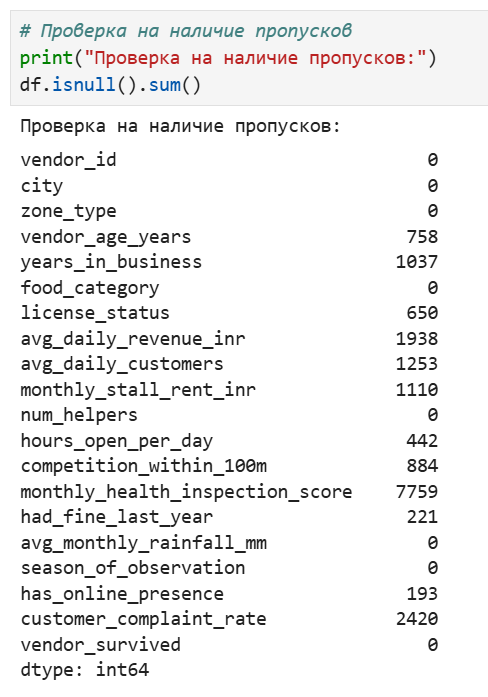 # Проверка на наличие пропусков
print("Проверка на наличие пропусков:")
df.isnull().sum()
Проверка на наличие пропусков:
vendor_id 0
city 0
zone_type 0
vendor_age_years 758
years_in_business 1037
food_category 0
license_status 650
avg_daily_revenue_inr 1938
avg_daily_customers 1253
monthly_stall_rent_inr 1110
num_helpers 0
hours_open_per_day 442
competition_within_100m 884
monthly_health_inspection_score 7759
had_fine_last_year 221
avg_monthly_rainfall_mm 0
season_of_observation 0
has_online_presence 193
customer_complaint_rate 2420
vendor_survived 0
dtype: int64